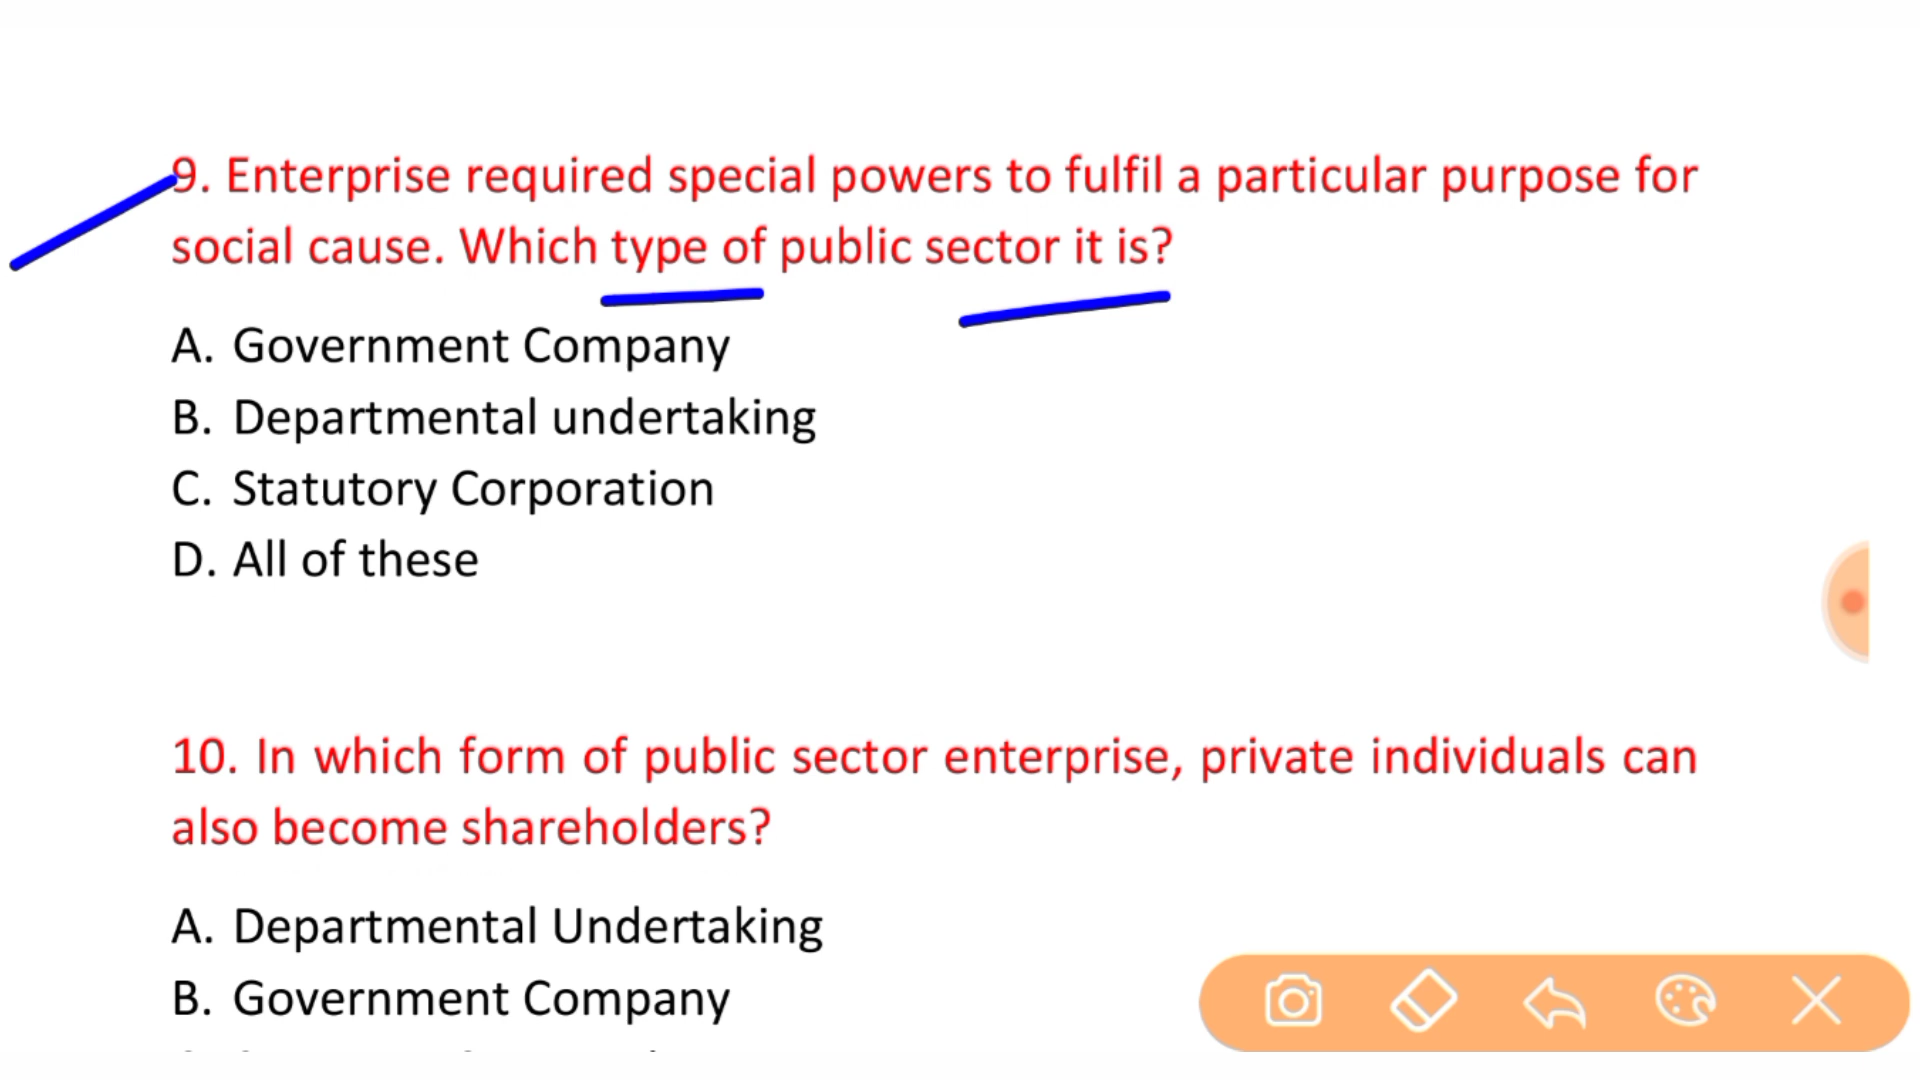 9. Enterprise required special powers to fulfil a particular purpose for
social cause. Which type of public sector it is?
A. Government Company
B. Departmental undertaking
C. Statutory Corporation
D. All of these
10. In which form of public sector enterprise, private individuals can
also become shareholders?
A. Departmental Undertaking
B. Government Company